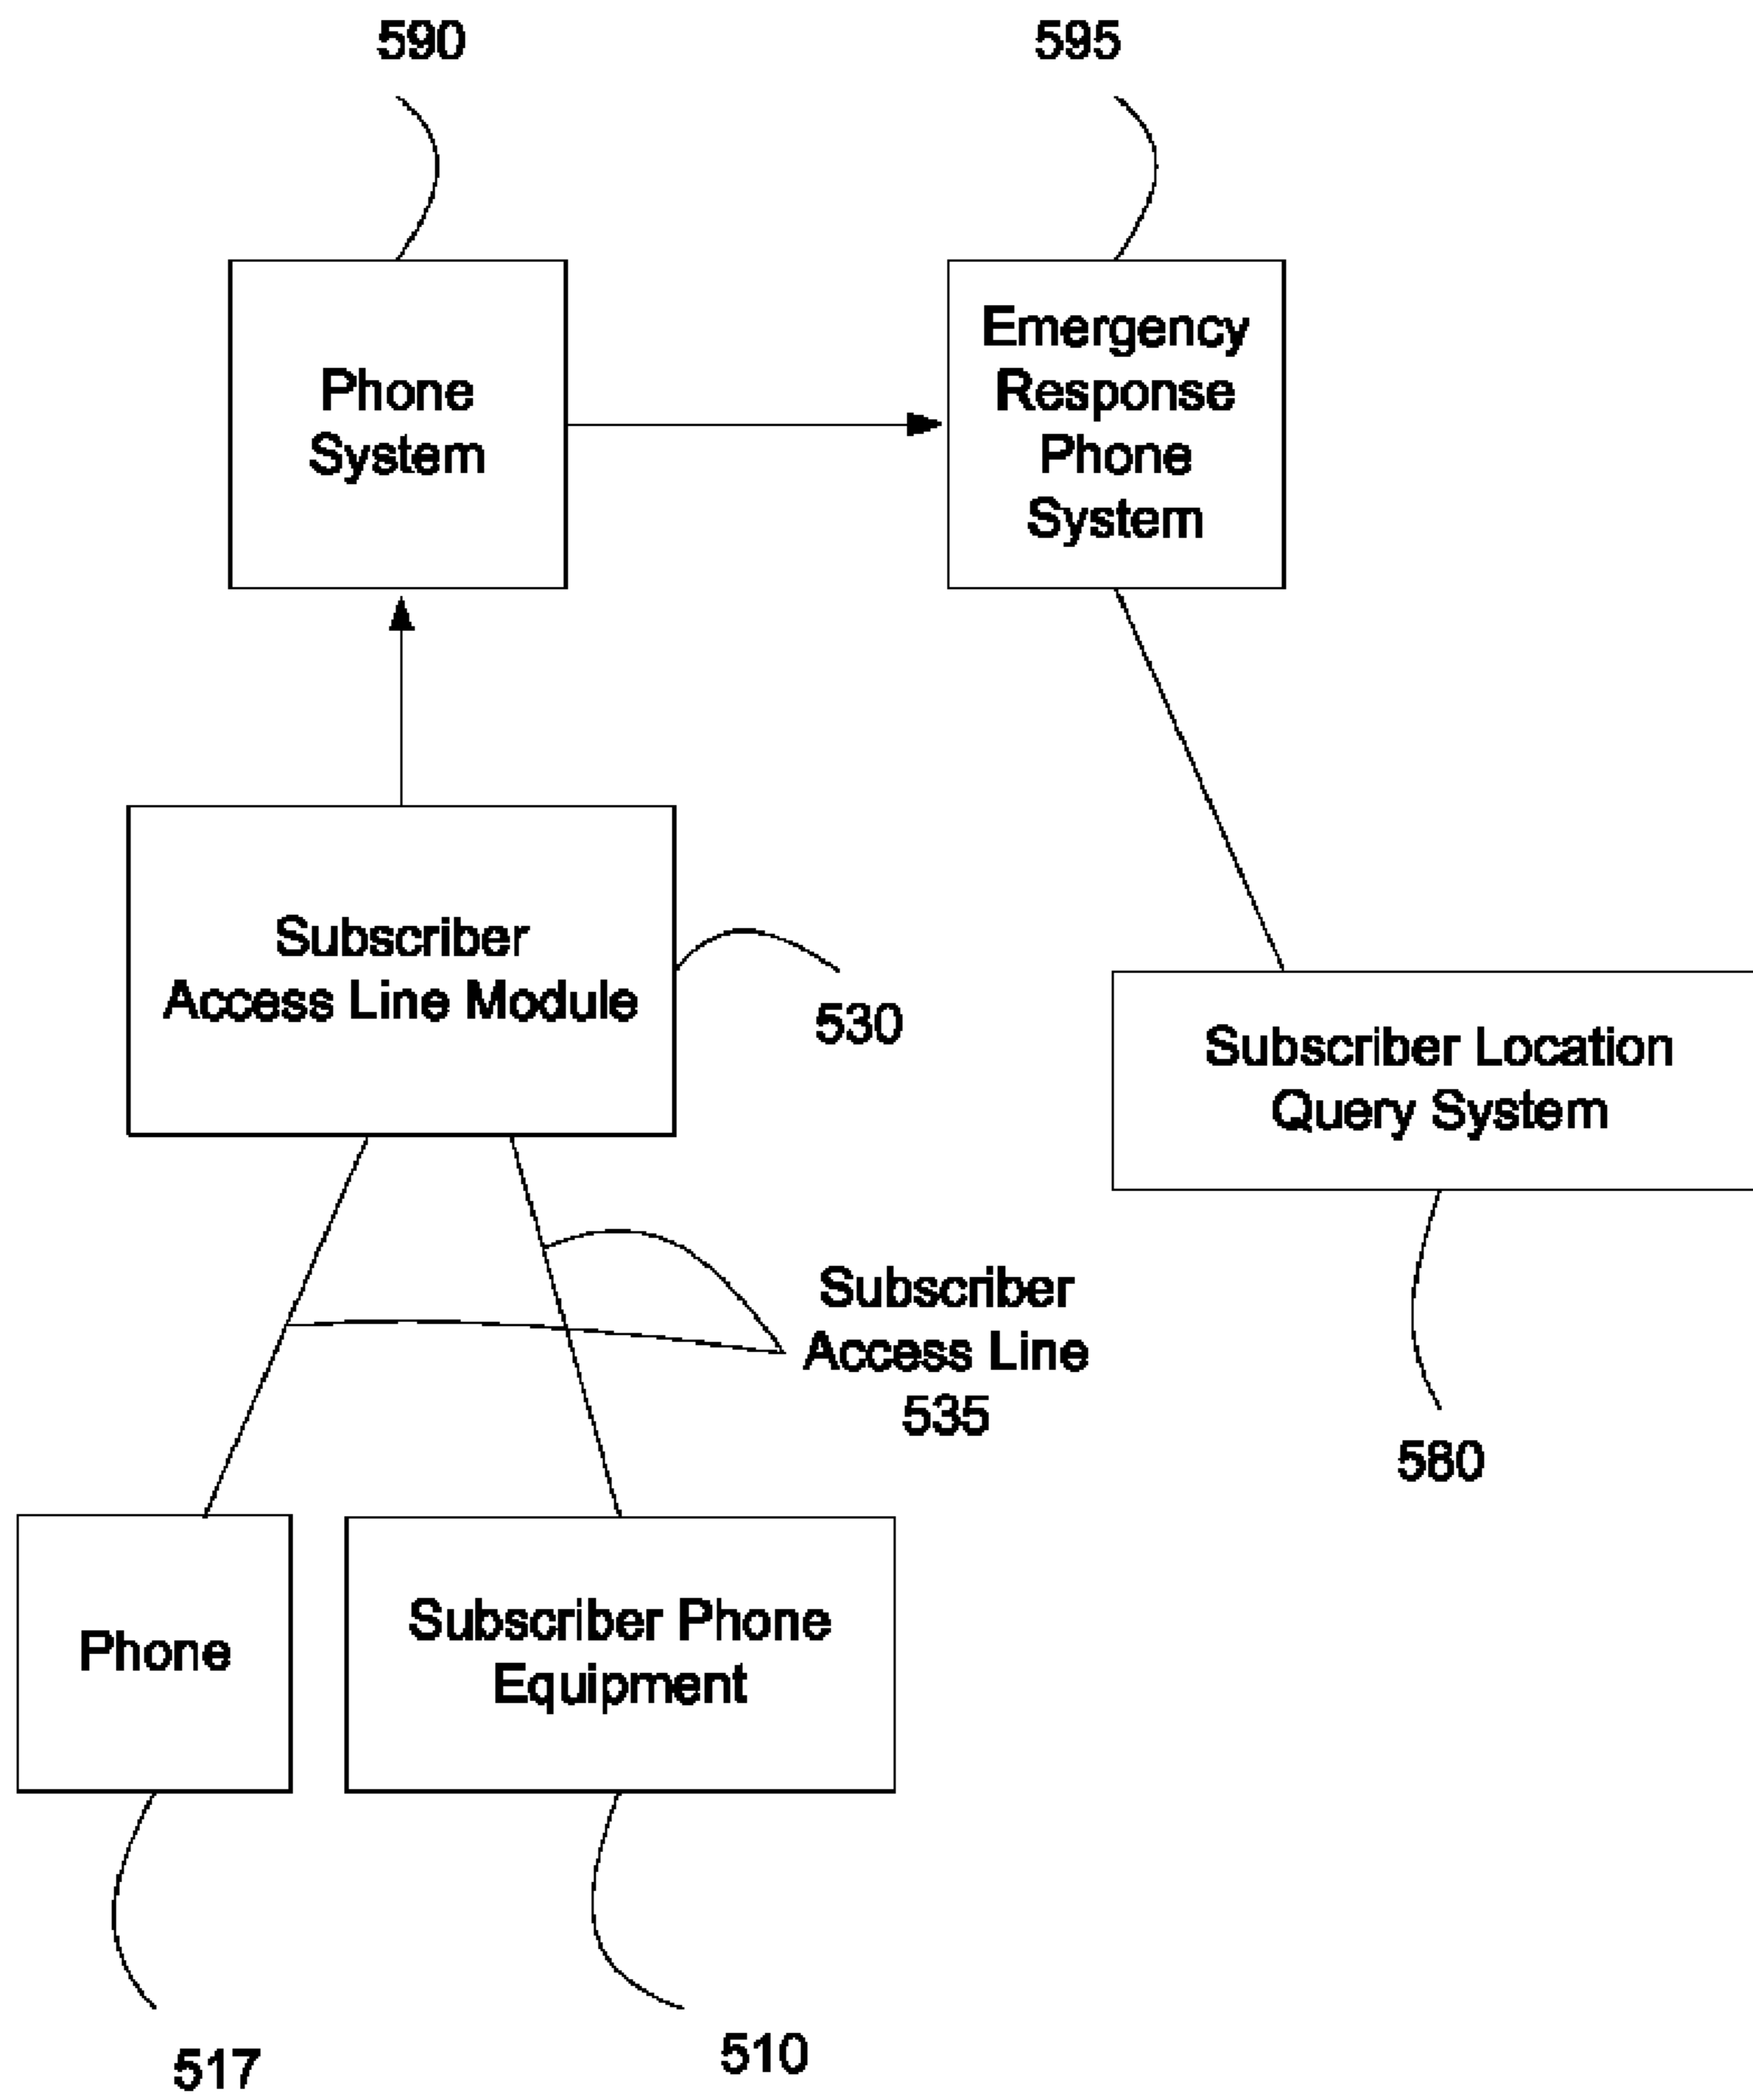 590
595
Phone
System
Emergency
Response
Phone
System
Subscriber
Access Line Module
530
Subscriber Location
Query System
Subscriber
Access Line
535
580
Phone
Subscriber Phone
Equipment
517
510